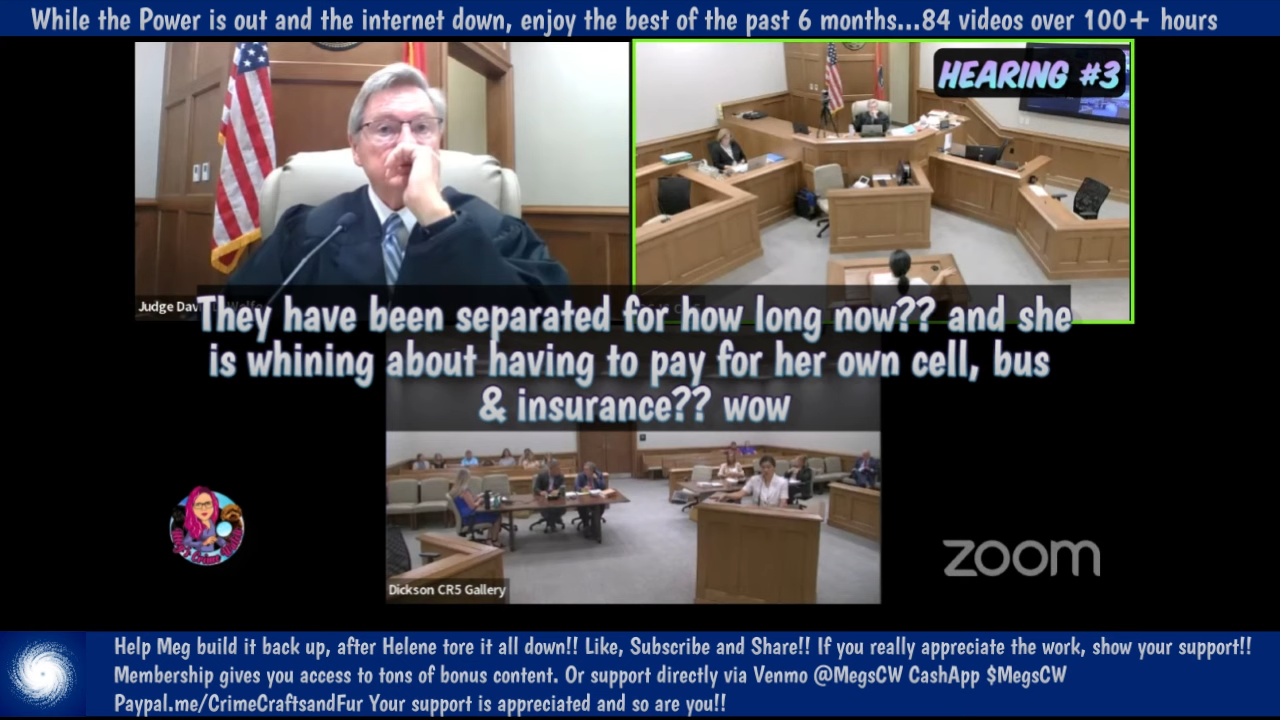 While the Power is out and the internet down, enjoy the best of the past 6 months...84 videos over 100+ hours
HEARING #3
Judge Dav
They have been separated for how long now?? and she
is whining about having to pay for her own cell, bus
& insurance?? wow
zoom
Dickson CR5 Gallery
Help Meg build it back up, after Helene tore it all down!! Like, Subscribe and Share!! If you really appreciate the work, show your support!!
Membership gives you access to tons of bonus content. Or support directly via Venmo @MegsCW CashApp $MegsCW
Paypal.me/CrimeCraftsandFur Your support is appreciated and so are you!!